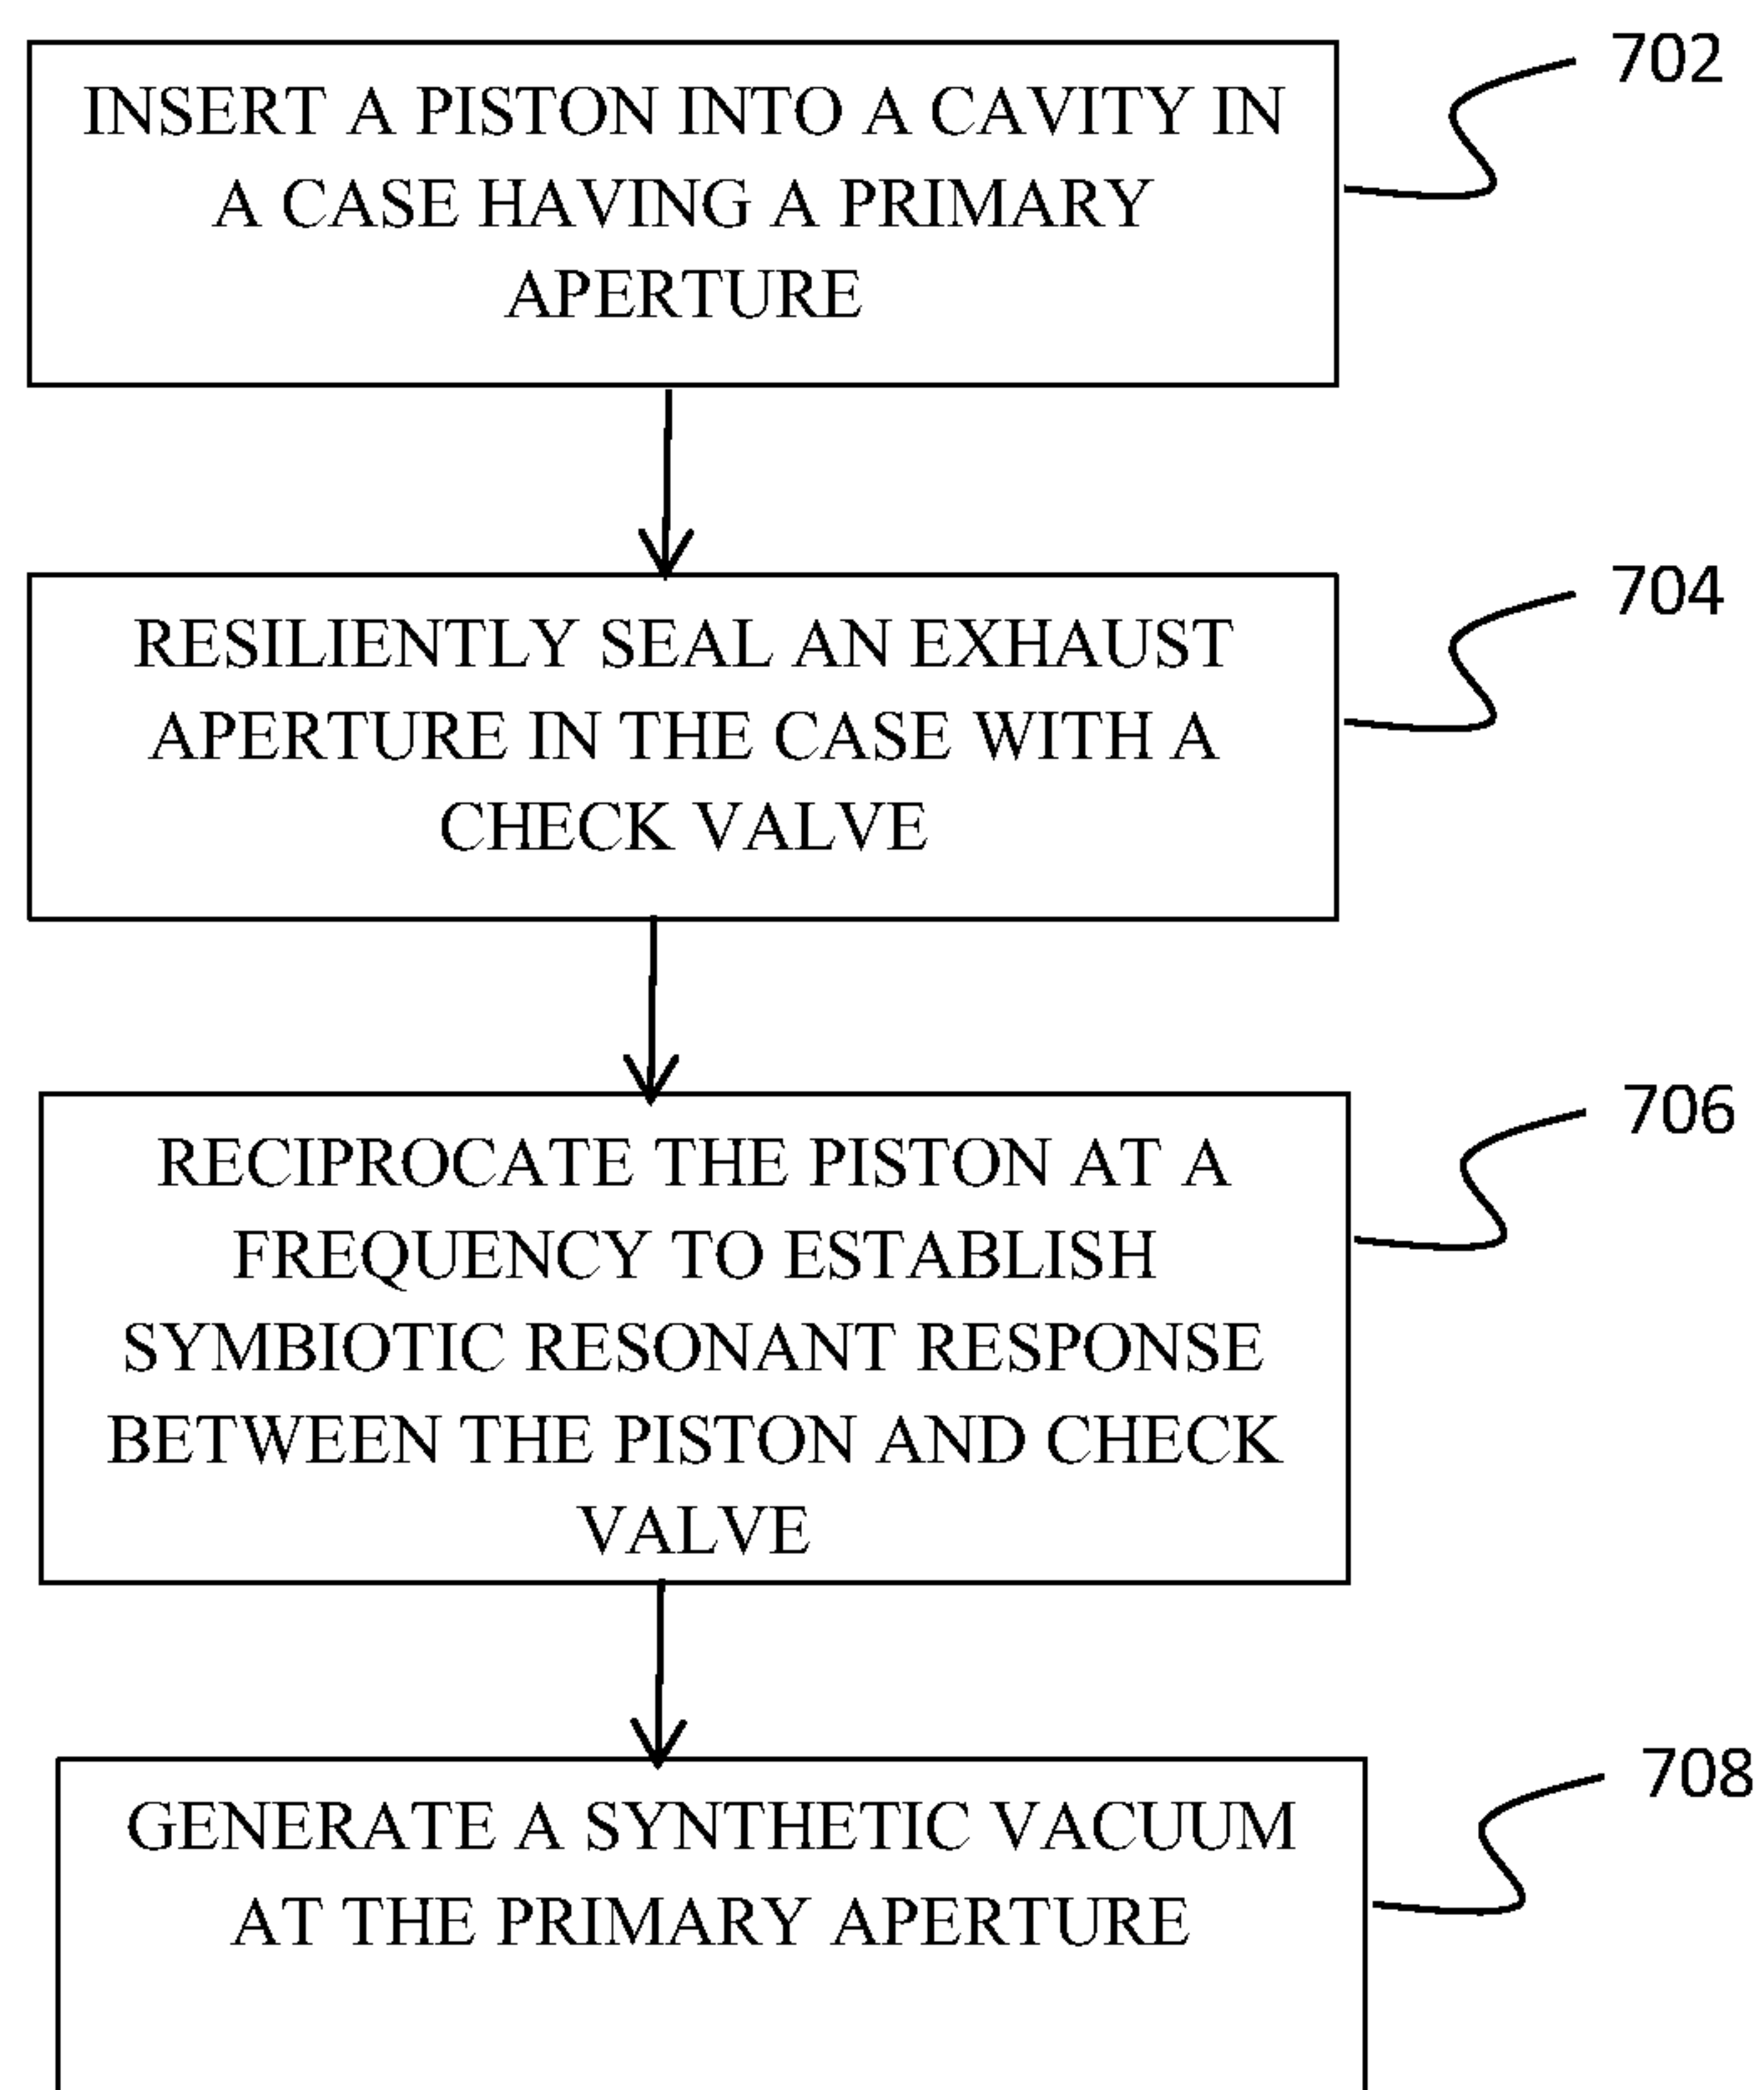 702
INSERT A PISTON INTO A CAVITY IN
A CASE HAVING A PRIMARY
APERTURE
704
RESILIENTLY SEAL AN EXHAUST
APERTURE IN THE CASE WITH A
CHECK VALVE
706
RECIPROCATE THE PISTON AT A
FREQUENCY TO ESTABLISH
SYMBIOTIC RESONANT RESPONSE
BETWEEN THE PISTON AND CHECK
VALVE
708
GENERATE A SYNTHETIC VACUUM
AT THE PRIMARY APERTURE